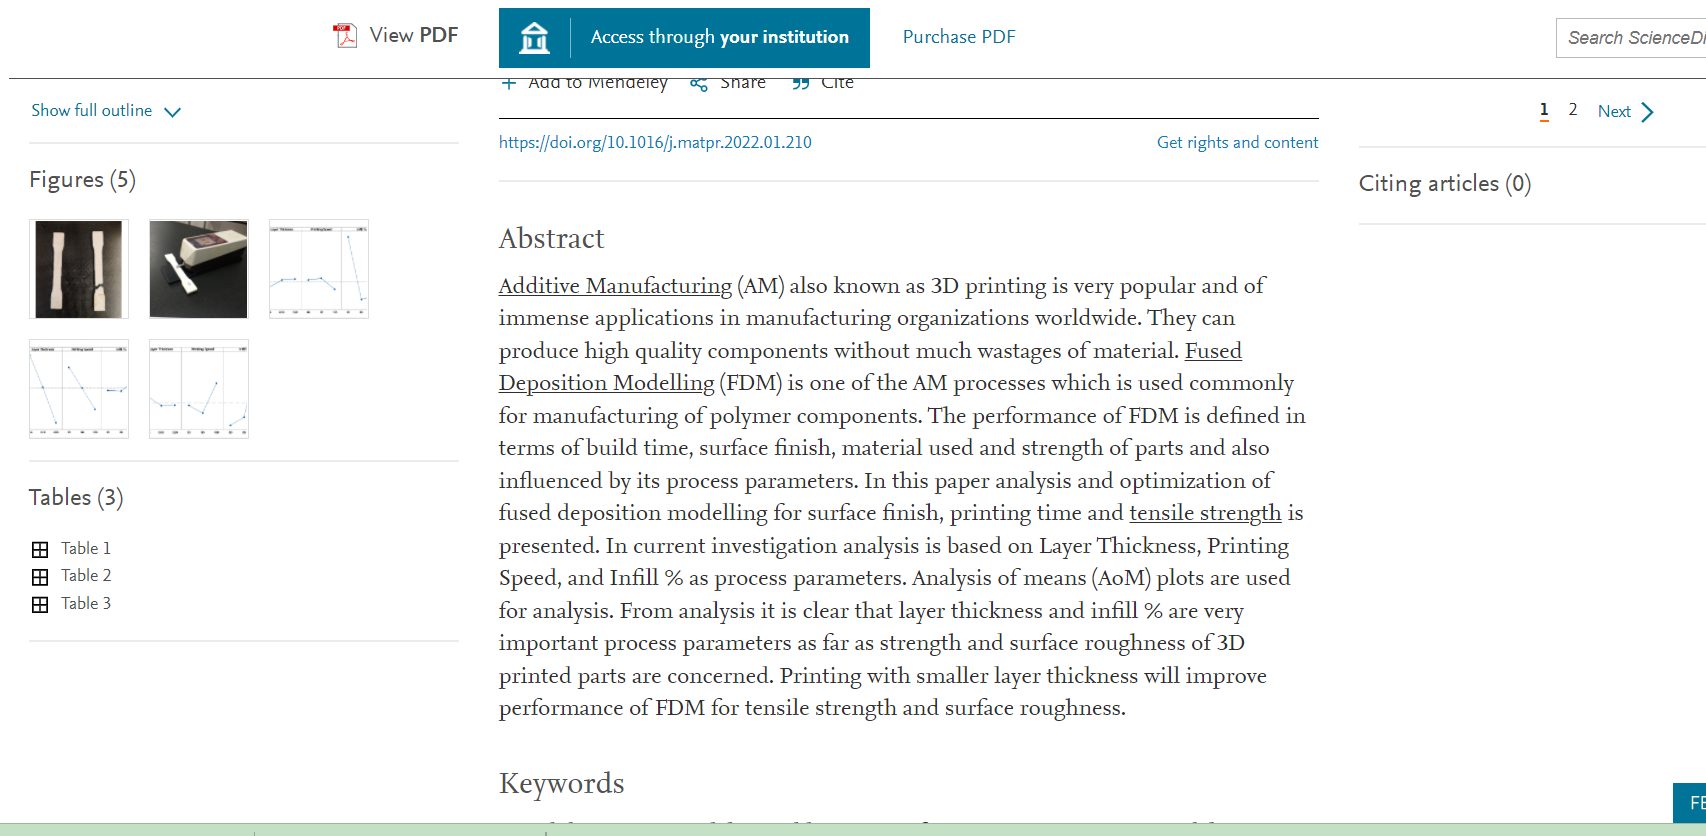 View PDF
Access through your institution
Purchase PDF
Search ScienceDi
Add to Mendeley
Share
Cite
Show full outline
1 2 Next
https://doi.org/10.1016/j.matpr.2022.01.210
Get rights and content
Figures (5)
Citing articles (0)
Abstract
Additive Manufacturing (AM) also known as 3D printing is very popular and of
immense applications in manufacturing organizations worldwide. They can
produce high quality components without much wastages of material. Fused
Deposition Modelling (FDM) is one of the AM processes which is used commonly
for manufacturing of polymer components. The performance of FDM is defined in
terms of build time, surface finish, material used and strength of parts and also
influenced by its process parameters. In this paper analysis and optimization of
fused deposition modelling for surface finish, printing time and tensile strength is
presented. In current investigation analysis is based on Layer Thickness, Printing
Speed, and Infill % as process parameters. Analysis of means (AoM) plots are used
for analysis. From analysis it is clear that layer thickness and infill % are very
important process parameters as far as strength and surface roughness of 3D
printed parts are concerned. Printing with smaller layer thickness will improve
performance of FDM for tensile strength and surface roughness.
Tables (3)
Table 1
Table 2
Table 3
Keywords
FE